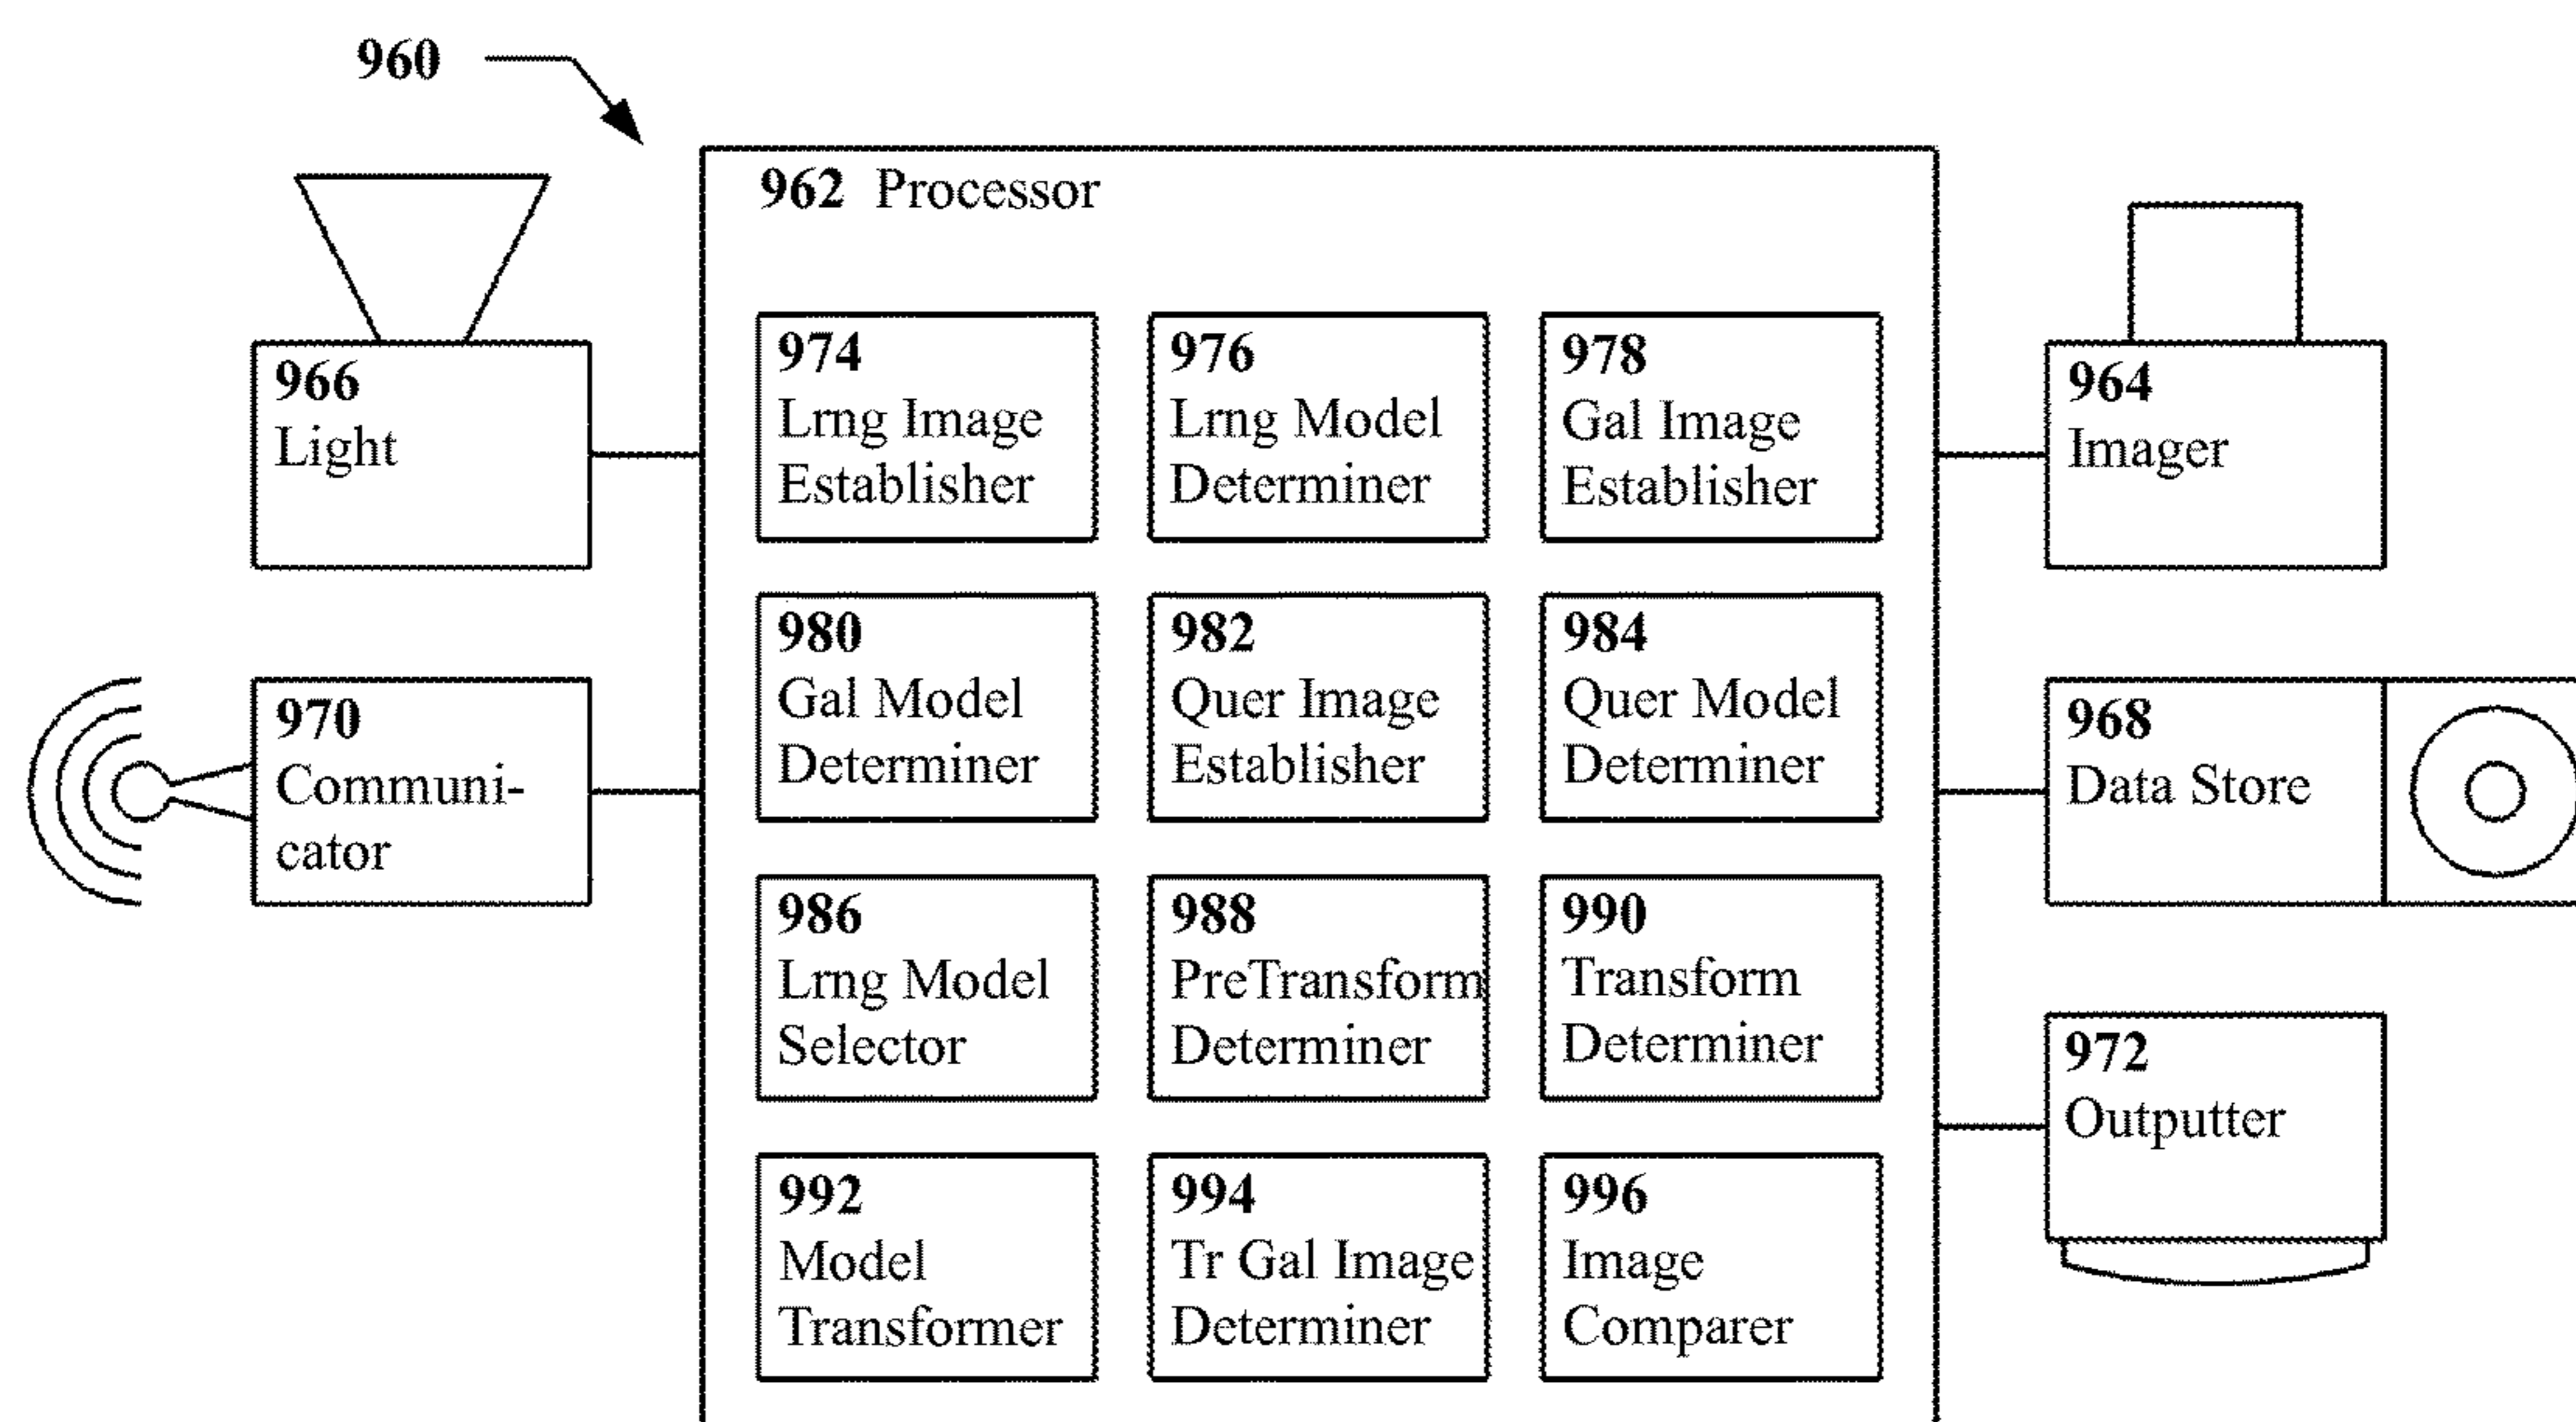 960
962 Processor
966
Light
974
Lrng Image
Establisher
976
Lrng Model
Determiner
978
Gal Image
Establisher
964
Imager
980
Gal Model
Determiner
982
Quer Image
Establisher
984
Quer Model
Determiner
970
Communi-
cator
968
Data Store
986
Lrng Model
Selector
988
PreTransform
Determiner
990
Transform
Determiner
972
Outputter
992
Model
Transformer
994
Tr Gal Image
Determiner
996
Image
Comparer